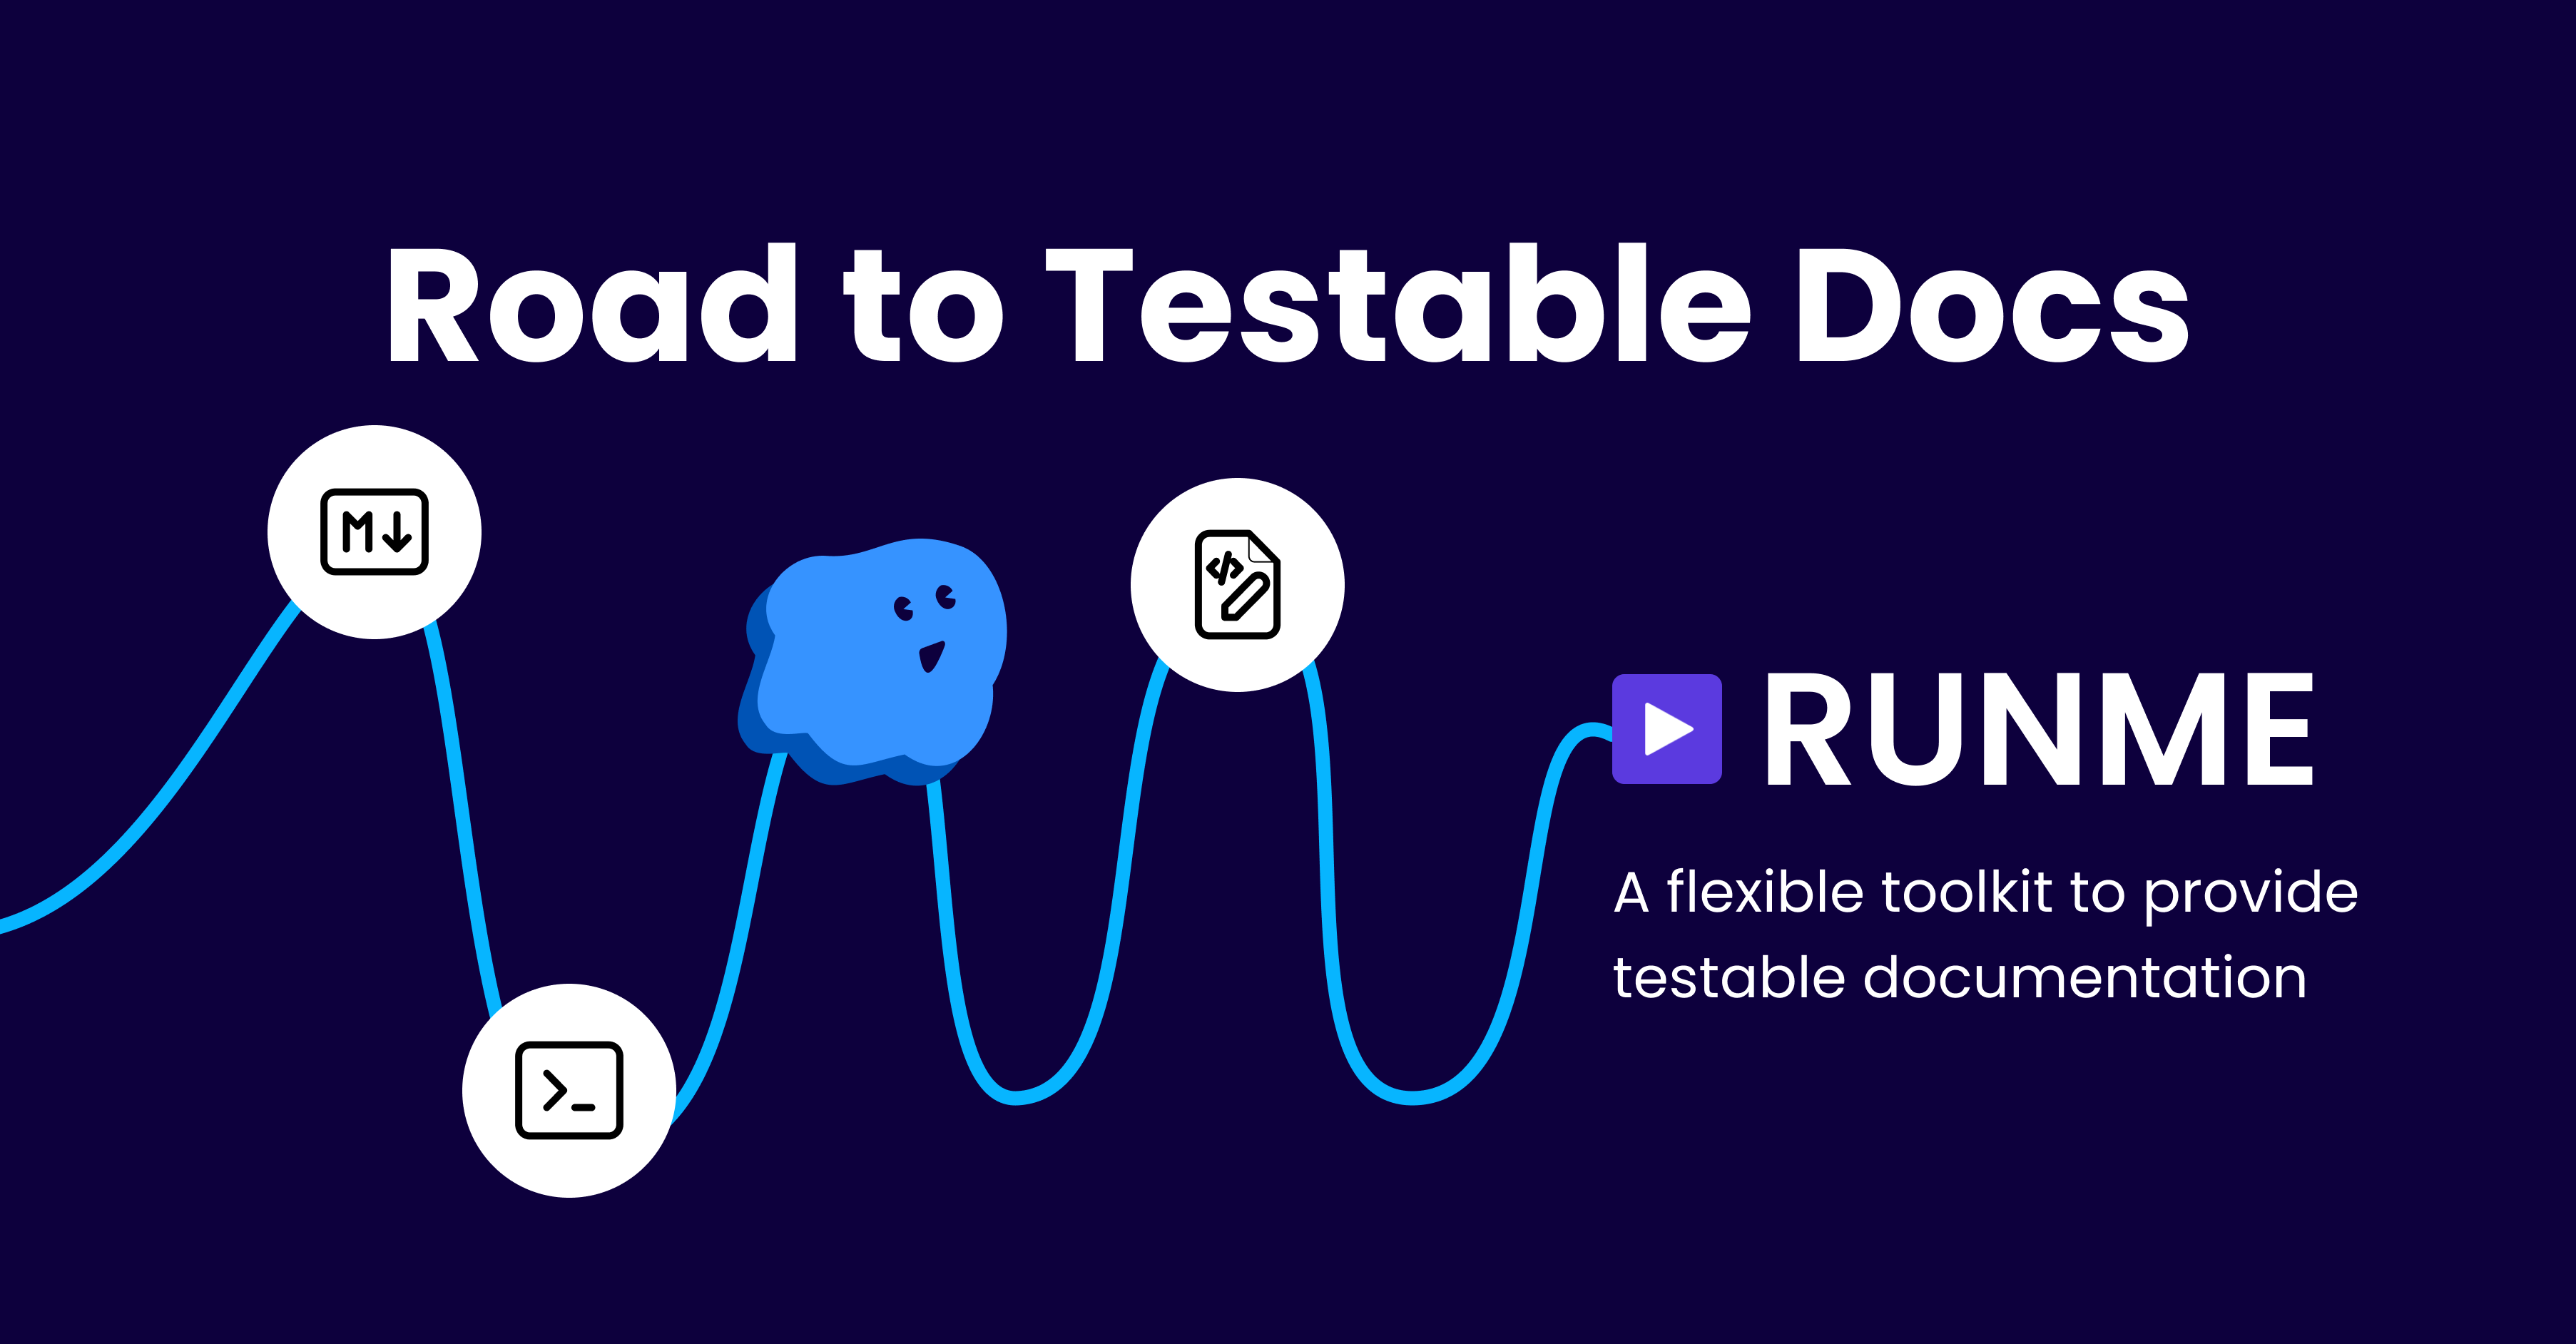 Road to Testable Docs
M
</>
>_
RUNME
A flexible toolkit to provide
testable documentation